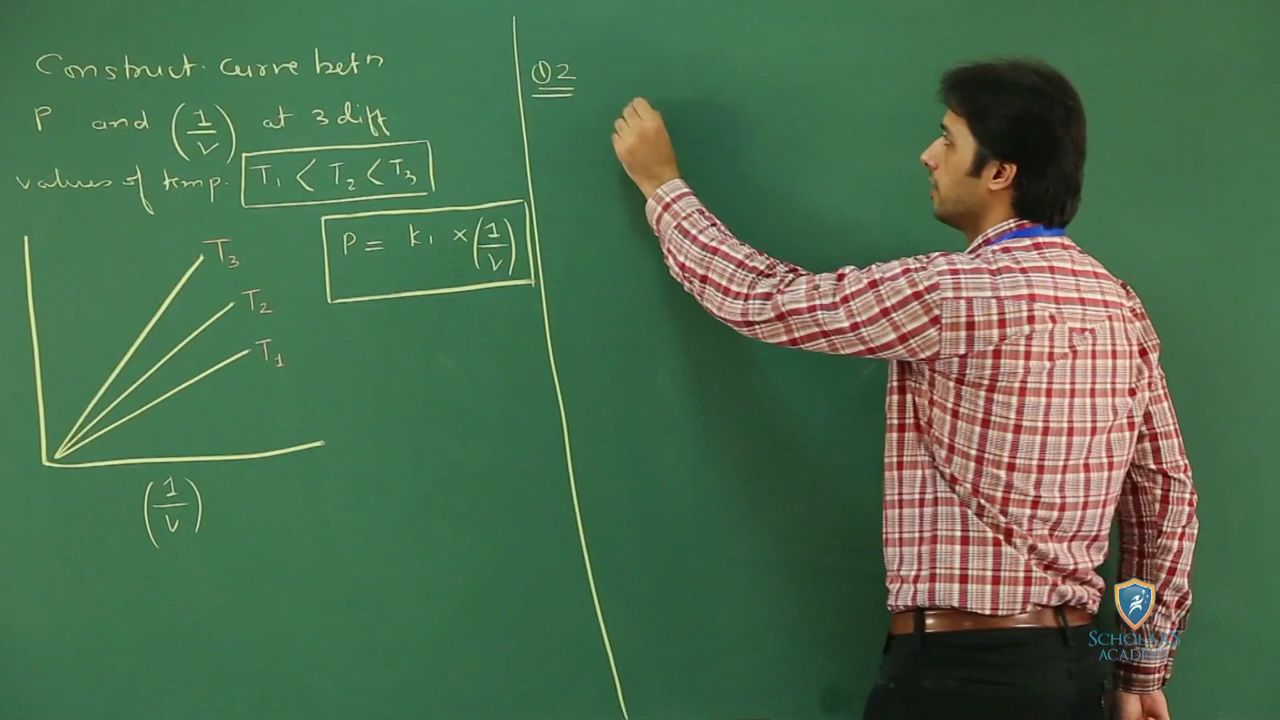 Construct curve betn
P and (1/v) at 3 diff.
values of temp. T1 < T2 < T3
P = K1 × (1/v)
T3
T2
T1
(1/v)
Q2
SCHOLARS
ACADEMY